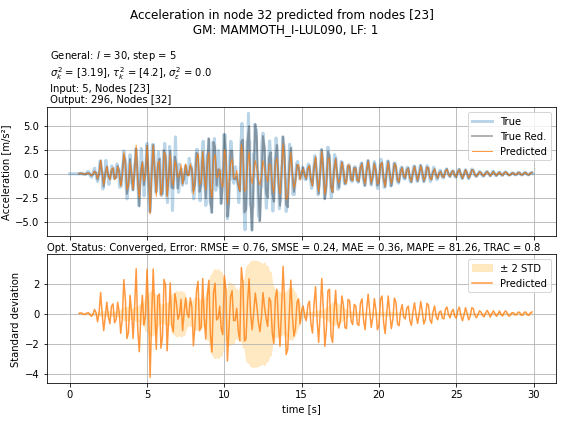 Acceleration in node 32 predicted from nodes [23]
GM: MAMMOTH_I-LUL090, LF: 1
General: l = 30, step = 5
σ²ₖ = [3.19], τ²ₖ = [4.2], σ²ₑ = 0.0
Input: 5, Nodes [23]
Output: 296, Nodes [32]
Acceleration [m/s²]
5.0
2.5
0.0
−2.5
−5.0
True
True Red.
Predicted
Opt. Status: Converged, Error: RMSE = 0.76, SMSE = 0.24, MAE = 0.36, MAPE = 81.26, TRAC = 0.8
Standard deviation
2
0
−2
−4
± 2 STD
Predicted
0
5
10
15
20
25
30
time [s]